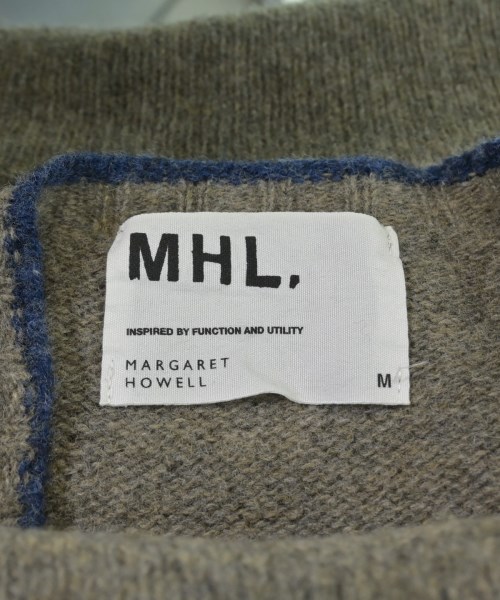 MHL.
INSPIRED BY FUNCTION AND UTILITY
MARGARET
HOWELL
M